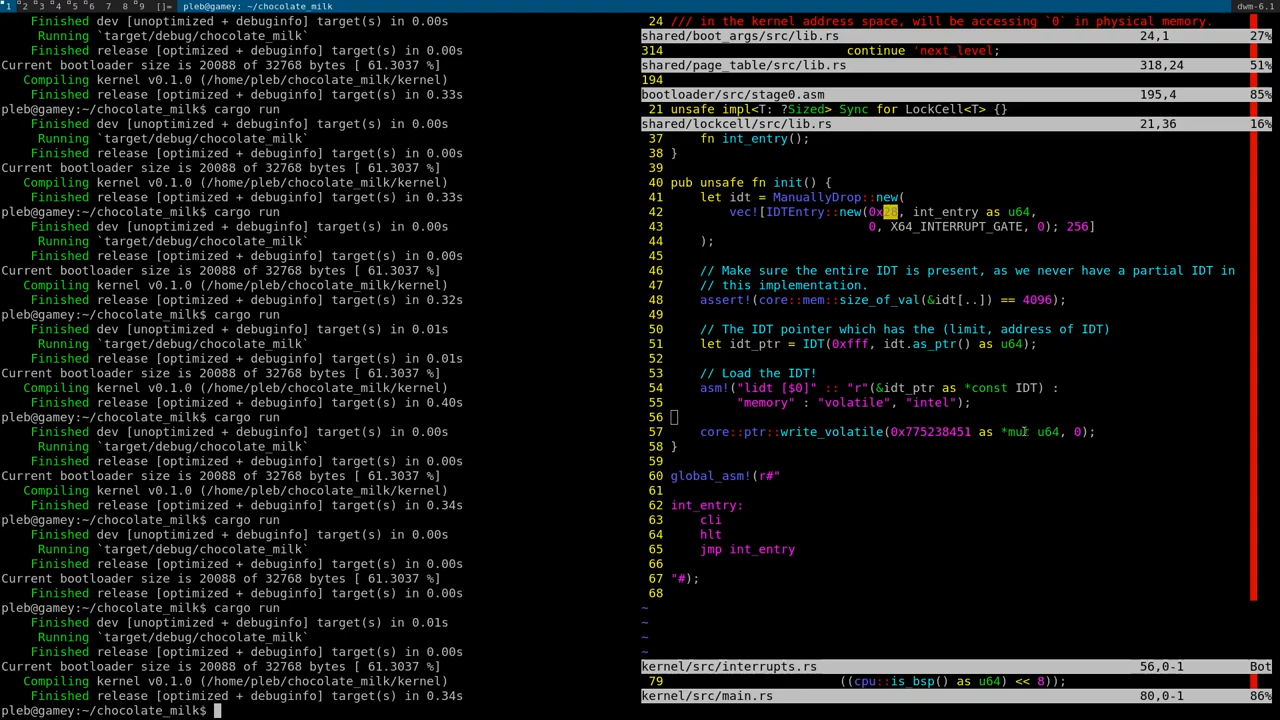 1 2 3 4 5 6 7 8 9 []= pleb@gamey: ~/chocolate_milk dwm-6.1
Finished dev [unoptimized + debuginfo] target(s) in 0.00s
Running `target/debug/chocolate_milk`
Finished release [optimized + debuginfo] target(s) in 0.00s
Current bootloader size is 20088 of 32768 bytes [ 61.3037 %]
Compiling kernel v0.1.0 (/home/pleb/chocolate_milk/kernel)
Finished release [optimized + debuginfo] target(s) in 0.33s
pleb@gamey:~/chocolate_milk$ cargo run
Finished dev [unoptimized + debuginfo] target(s) in 0.00s
Running `target/debug/chocolate_milk`
Finished release [optimized + debuginfo] target(s) in 0.00s
Current bootloader size is 20088 of 32768 bytes [ 61.3037 %]
Compiling kernel v0.1.0 (/home/pleb/chocolate_milk/kernel)
Finished release [optimized + debuginfo] target(s) in 0.33s
pleb@gamey:~/chocolate_milk$ cargo run
Finished dev [unoptimized + debuginfo] target(s) in 0.00s
Running `target/debug/chocolate_milk`
Finished release [optimized + debuginfo] target(s) in 0.00s
Current bootloader size is 20088 of 32768 bytes [ 61.3037 %]
Compiling kernel v0.1.0 (/home/pleb/chocolate_milk/kernel)
Finished release [optimized + debuginfo] target(s) in 0.32s
pleb@gamey:~/chocolate_milk$ cargo run
Finished dev [unoptimized + debuginfo] target(s) in 0.01s
Running `target/debug/chocolate_milk`
Finished release [optimized + debuginfo] target(s) in 0.01s
Current bootloader size is 20088 of 32768 bytes [ 61.3037 %]
Compiling kernel v0.1.0 (/home/pleb/chocolate_milk/kernel)
Finished release [optimized + debuginfo] target(s) in 0.40s
pleb@gamey:~/chocolate_milk$ cargo run
Finished dev [unoptimized + debuginfo] target(s) in 0.00s
Running `target/debug/chocolate_milk`
Finished release [optimized + debuginfo] target(s) in 0.00s
Current bootloader size is 20088 of 32768 bytes [ 61.3037 %]
Compiling kernel v0.1.0 (/home/pleb/chocolate_milk/kernel)
Finished release [optimized + debuginfo] target(s) in 0.34s
pleb@gamey:~/chocolate_milk$ cargo run
Finished dev [unoptimized + debuginfo] target(s) in 0.00s
Running `target/debug/chocolate_milk`
Finished release [optimized + debuginfo] target(s) in 0.00s
Current bootloader size is 20088 of 32768 bytes [ 61.3037 %]
pleb@gamey:~/chocolate_milk$ cargo run
Finished dev [unoptimized + debuginfo] target(s) in 0.01s
Running `target/debug/chocolate_milk`
Finished release [optimized + debuginfo] target(s) in 0.00s
Current bootloader size is 20088 of 32768 bytes [ 61.3037 %]
Compiling kernel v0.1.0 (/home/pleb/chocolate_milk/kernel)
Finished release [optimized + debuginfo] target(s) in 0.34s
pleb@gamey:~/chocolate_milk$
24 /// in the kernel address space, will be accessing `0` in physical memory.
shared/boot_args/src/lib.rs 24,1 27%
314 continue 'next_level;
shared/page_table/src/lib.rs 318,24 51%
194
bootloader/src/stage0.asm 195,4 85%
21 unsafe impl<T: ?Sized> Sync for LockCell<T> {}
shared/lockcell/src/lib.rs 21,36 16%
37 fn int_entry();
38 }
39
40 pub unsafe fn init() {
41 let idt = ManuallyDrop::new(
42 vec![IDTEntry::new(0x28, int_entry as u64,
43 0, X64_INTERRUPT_GATE, 0); 256]
44 );
45
46 // Make sure the entire IDT is present, as we never have a partial IDT in
47 // this implementation.
48 assert!(core::mem::size_of_val(&idt[..]) == 4096);
49
50 // The IDT pointer which has the (limit, address of IDT)
51 let idt_ptr = IDT(0xfff, idt.as_ptr() as u64);
52
53 // Load the IDT!
54 asm!("lidt [$0]" :: "r"(&idt_ptr as *const IDT) :
55 "memory" : "volatile", "intel");
56
57 core::ptr::write_volatile(0x775238451 as *mut u64, 0);
58 }
59
60 global_asm!(r#"
61
62 int_entry:
63 cli
64 hlt
65 jmp int_entry
66
67 "#);
68
~
~
~
~
kernel/src/interrupts.rs 56,0-1 Bot
79 ((cpu::is_bsp() as u64) << 8));
kernel/src/main.rs 80,0-1 86%